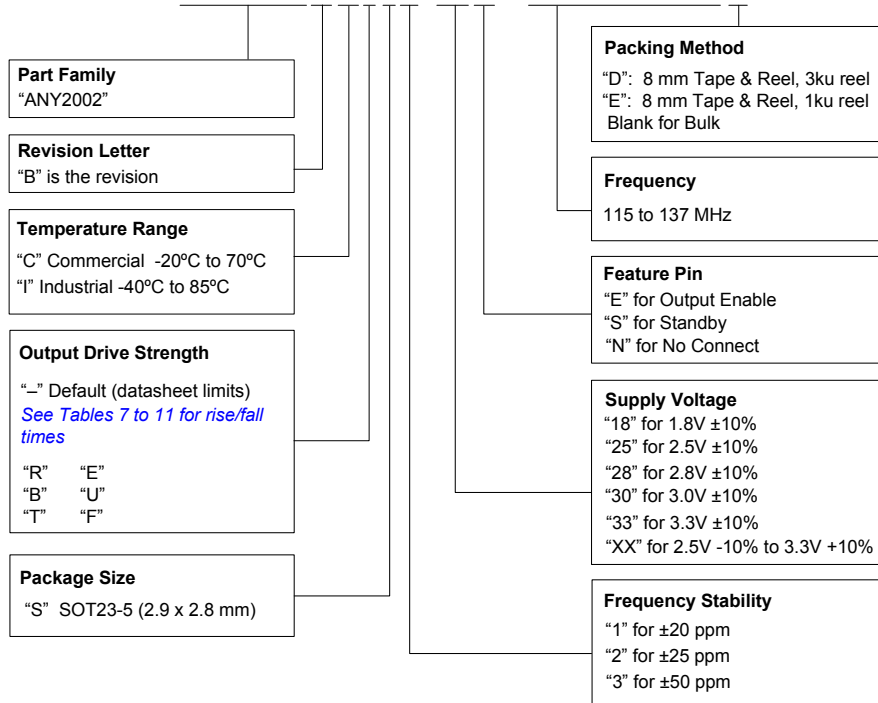 Part Family
“ANY2002”
Revision Letter
“B” is the revision
Temperature Range
“C” Commercial -20ºC to 70ºC
“I” Industrial -40ºC to 85ºC
Output Drive Strength
“–” Default (datasheet limits)
See Tables 7 to 11 for rise/fall
times
“R” “E”
“B” “U”
“T” “F”
Package Size
“S” SOT23-5 (2.9 x 2.8 mm)
Packing Method
“D”: 8 mm Tape & Reel, 3ku reel
“E”: 8 mm Tape & Reel, 1ku reel
Blank for Bulk
Frequency
115 to 137 MHz
Feature Pin
“E” for Output Enable
“S” for Standby
“N” for No Connect
Supply Voltage
“18” for 1.8V ±10%
“25” for 2.5V ±10%
“28” for 2.8V ±10%
“30” for 3.0V ±10%
“33” for 3.3V ±10%
“XX” for 2.5V -10% to 3.3V +10%
Frequency Stability
“1” for ±20 ppm
“2” for ±25 ppm
“3” for ±50 ppm